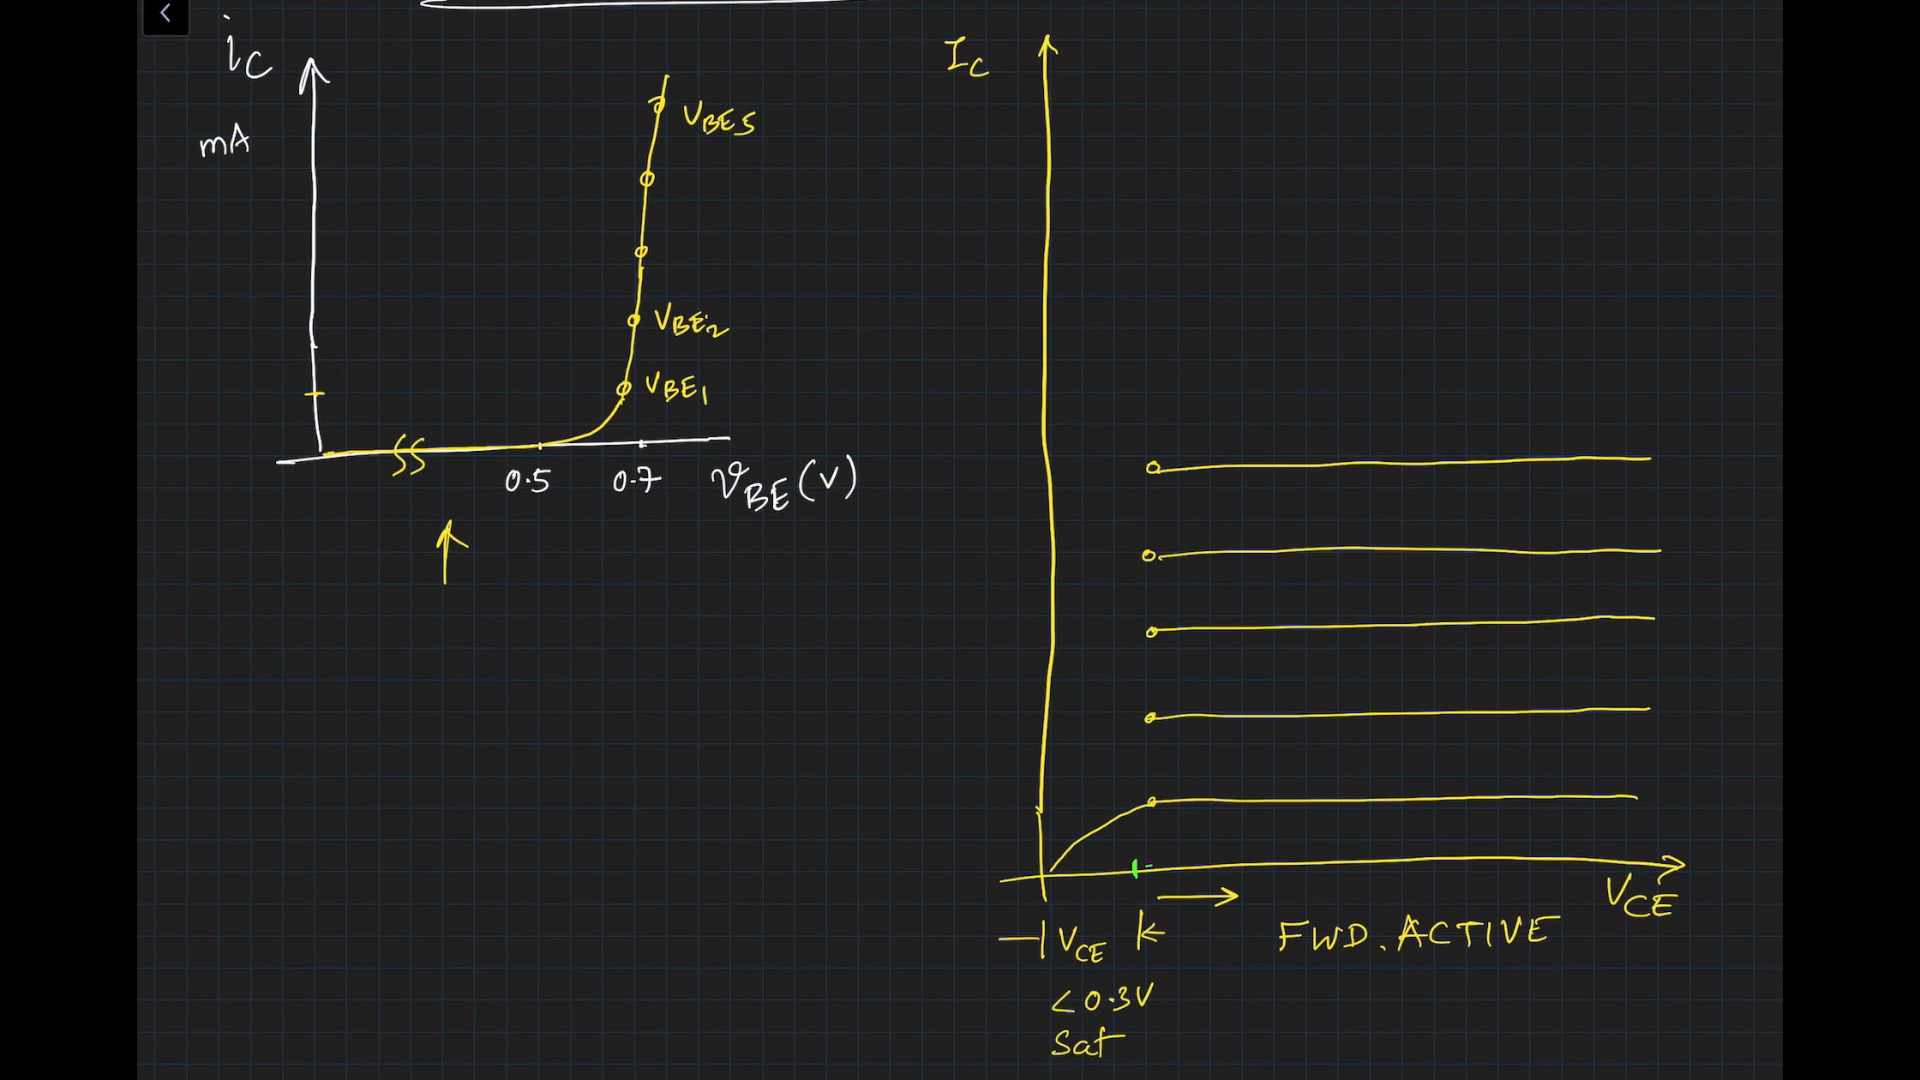 iC
mA
VBE5
VBE2
VBE1
0.5
0.7
VBE (V)
IC
VCE
VCE
<0.3V
Sat
FWD. ACTIVE